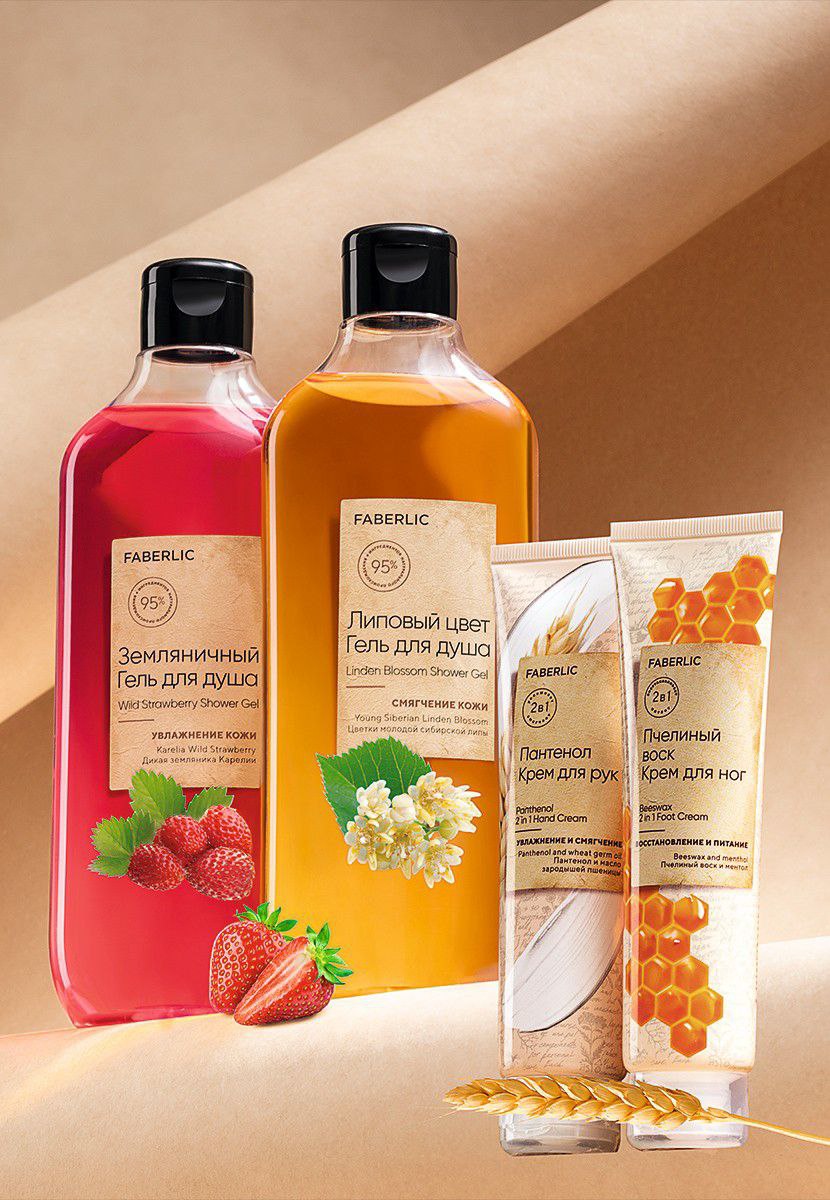 FABERLIC
95%
Земляничный
Гель для душа
Wild Strawberry Shower Gel
УВЛАЖНЕНИЕ КОЖИ
Karelia Wild Strawberry
Дикая земляника Карелии
FABERLIC
95%
Липовый цвет
Гель для душа
Linden Blossom Shower Gel
СМЯГЧЕНИЕ КОЖИ
Young Siberian Linden Blossom
Цветки молодой сибирской липы
FABERLIC
2в1
Пантенол
Крем для рук
Panthenol
2 in 1 Hand Cream
УВЛАЖНЕНИЕ И СМЯГЧЕНИЕ
Panthenol and wheat germ oil
Пантенол и масло
зародышей пшеницы
FABERLIC
2в1
Пчелиный
воск
Крем для ног
Beeswax
2 in 1 Foot Cream
ВОССТАНОВЛЕНИЕ И ПИТАНИЕ
Beeswax and menthol
Пчелиный воск и ментол